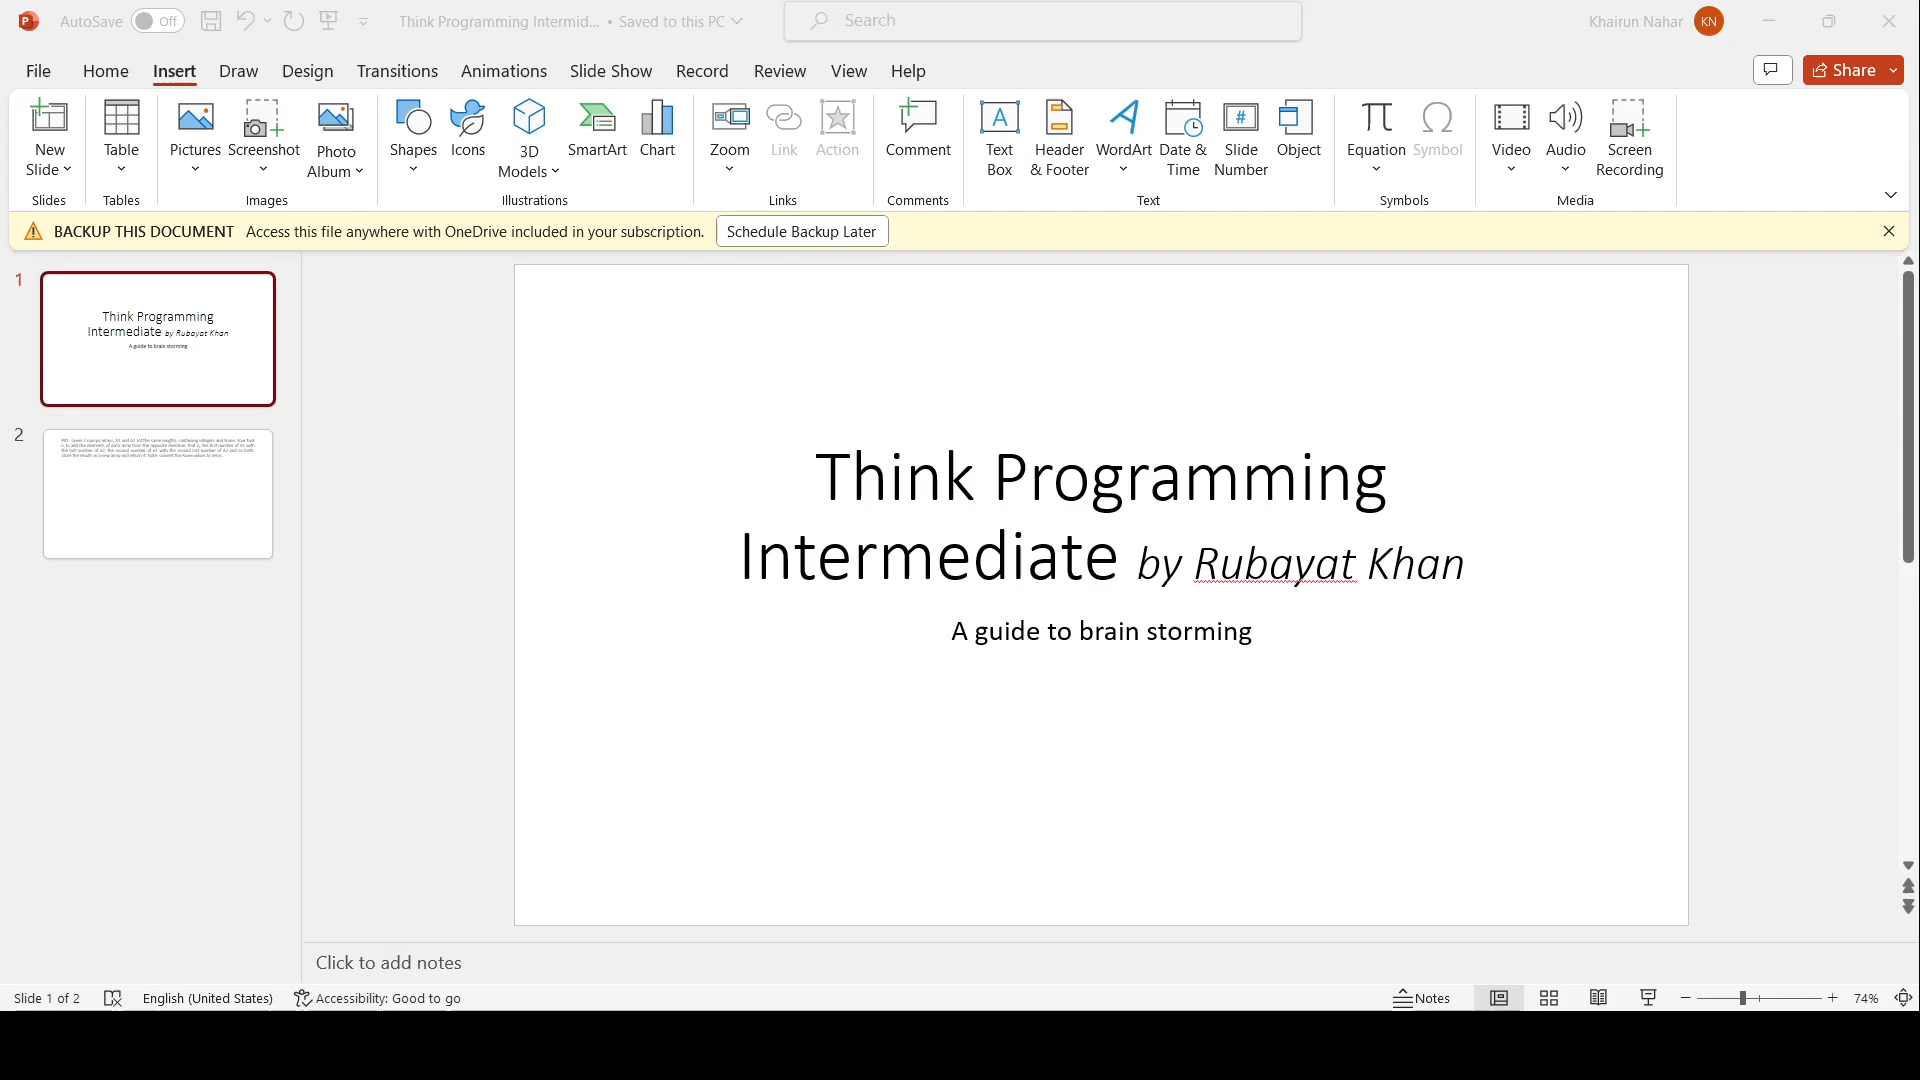 AutoSave Off Think Programming Intermid... • Saved to this PC Search Khairun Nahar KN
File Home Insert Draw Design Transitions Animations Slide Show Record Review View Help Share
New Slide Table Pictures Screenshot Photo Album Shapes Icons 3D Models SmartArt Chart Zoom Link Action Comment Text Box Header & Footer WordArt Date & Time Slide Number Object Equation Symbol Video Audio Screen Recording
Slides Tables Images Illustrations Links Comments Text Symbols Media
BACKUP THIS DOCUMENT Access this file anywhere with OneDrive included in your subscription. Schedule Backup Later
1
Think Programming
Intermediate by Rubayat Khan
A guide to brain storming
2
Think Programming
Intermediate by Rubayat Khan
A guide to brain storming
Click to add notes
Slide 1 of 2 English (United States) Accessibility: Good to go Notes 74%